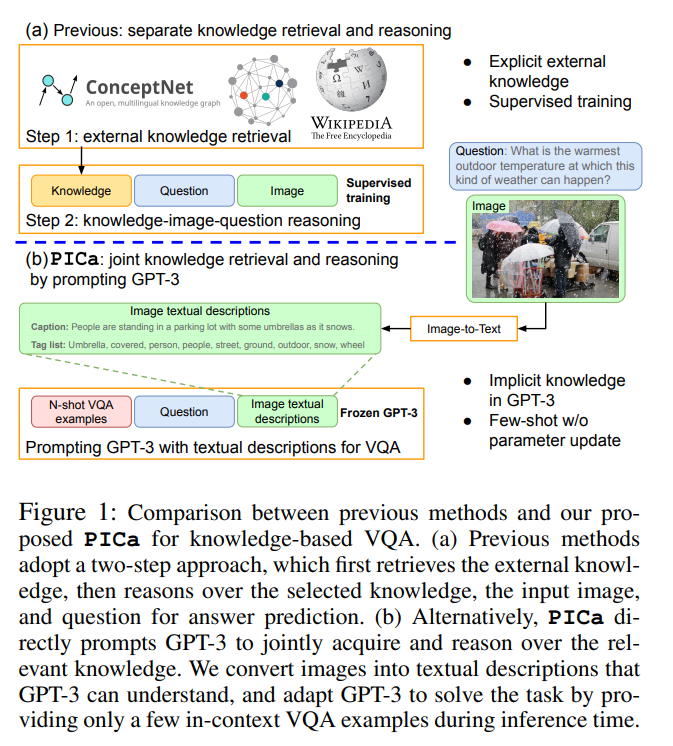 (a) Previous: separate knowledge retrieval and reasoning
ConceptNet
An open, multilingual knowledge graph
WIKIPEDIA
The Free Encyclopedia
Step 1: external knowledge retrieval
● Explicit external
knowledge
● Supervised training
Knowledge
Question
Image
Supervised
training
Step 2: knowledge-image-question reasoning
Question: What is the warmest
outdoor temperature at which this
kind of weather can happen?
Image
(b) PICa: joint knowledge retrieval and reasoning
by prompting GPT-3
Image textual descriptions
Caption: People are standing in a parking lot with some umbrellas as it snows.
Tag list: Umbrella, covered, person, people, street, ground, outdoor, snow, wheel
Image-to-Text
N-shot VQA
examples
Question
Image textual
descriptions
Frozen GPT-3
Prompting GPT-3 with textual descriptions for VQA
● Implicit knowledge
in GPT-3
● Few-shot w/o
parameter update
Figure 1: Comparison between previous methods and our pro-
posed PICa for knowledge-based VQA. (a) Previous methods
adopt a two-step approach, which first retrieves the external knowl-
edge, then reasons over the selected knowledge, the input image,
and question for answer prediction. (b) Alternatively, PICa di-
rectly prompts GPT-3 to jointly acquire and reason over the rel-
evant knowledge. We convert images into textual descriptions that
GPT-3 can understand, and adapt GPT-3 to solve the task by pro-
viding only a few in-context VQA examples during inference time.